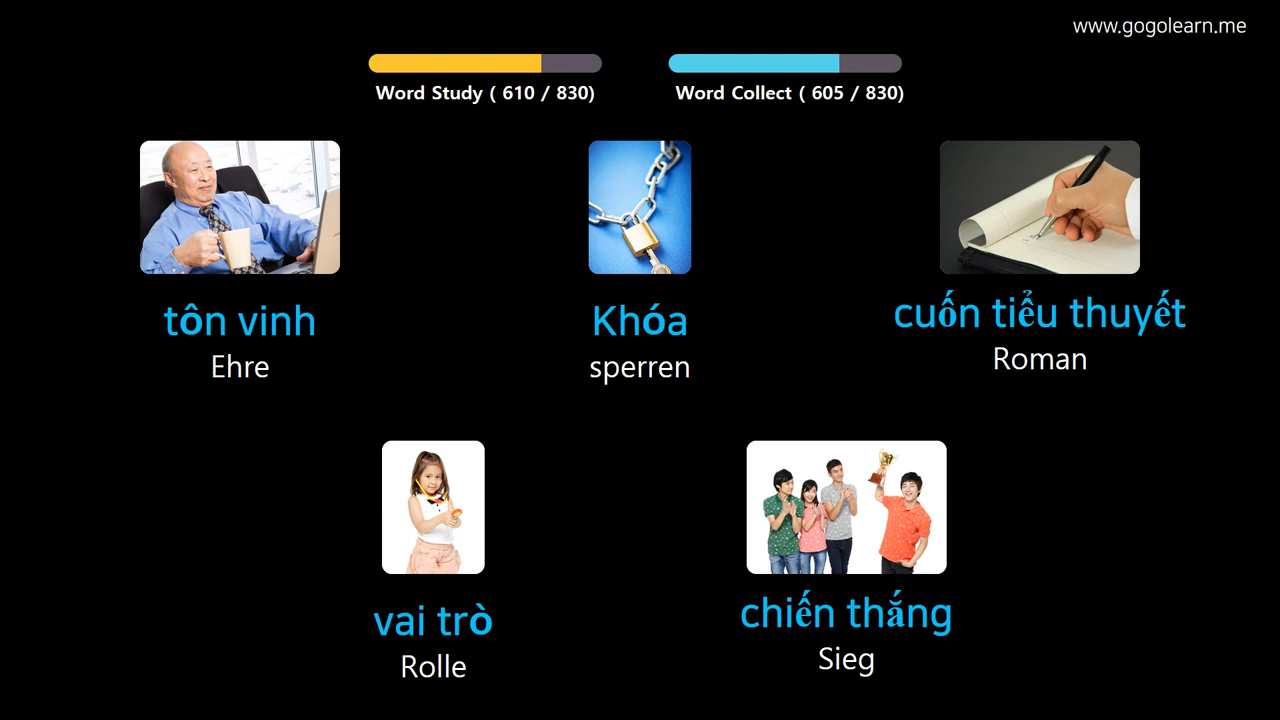 www.gogolearn.me
Word Study ( 610 / 830)
Word Collect ( 605 / 830)
tôn vinh
Ehre
Khóa
sperren
cuốn tiểu thuyết
Roman
vai trò
Rolle
chiến thắng
Sieg